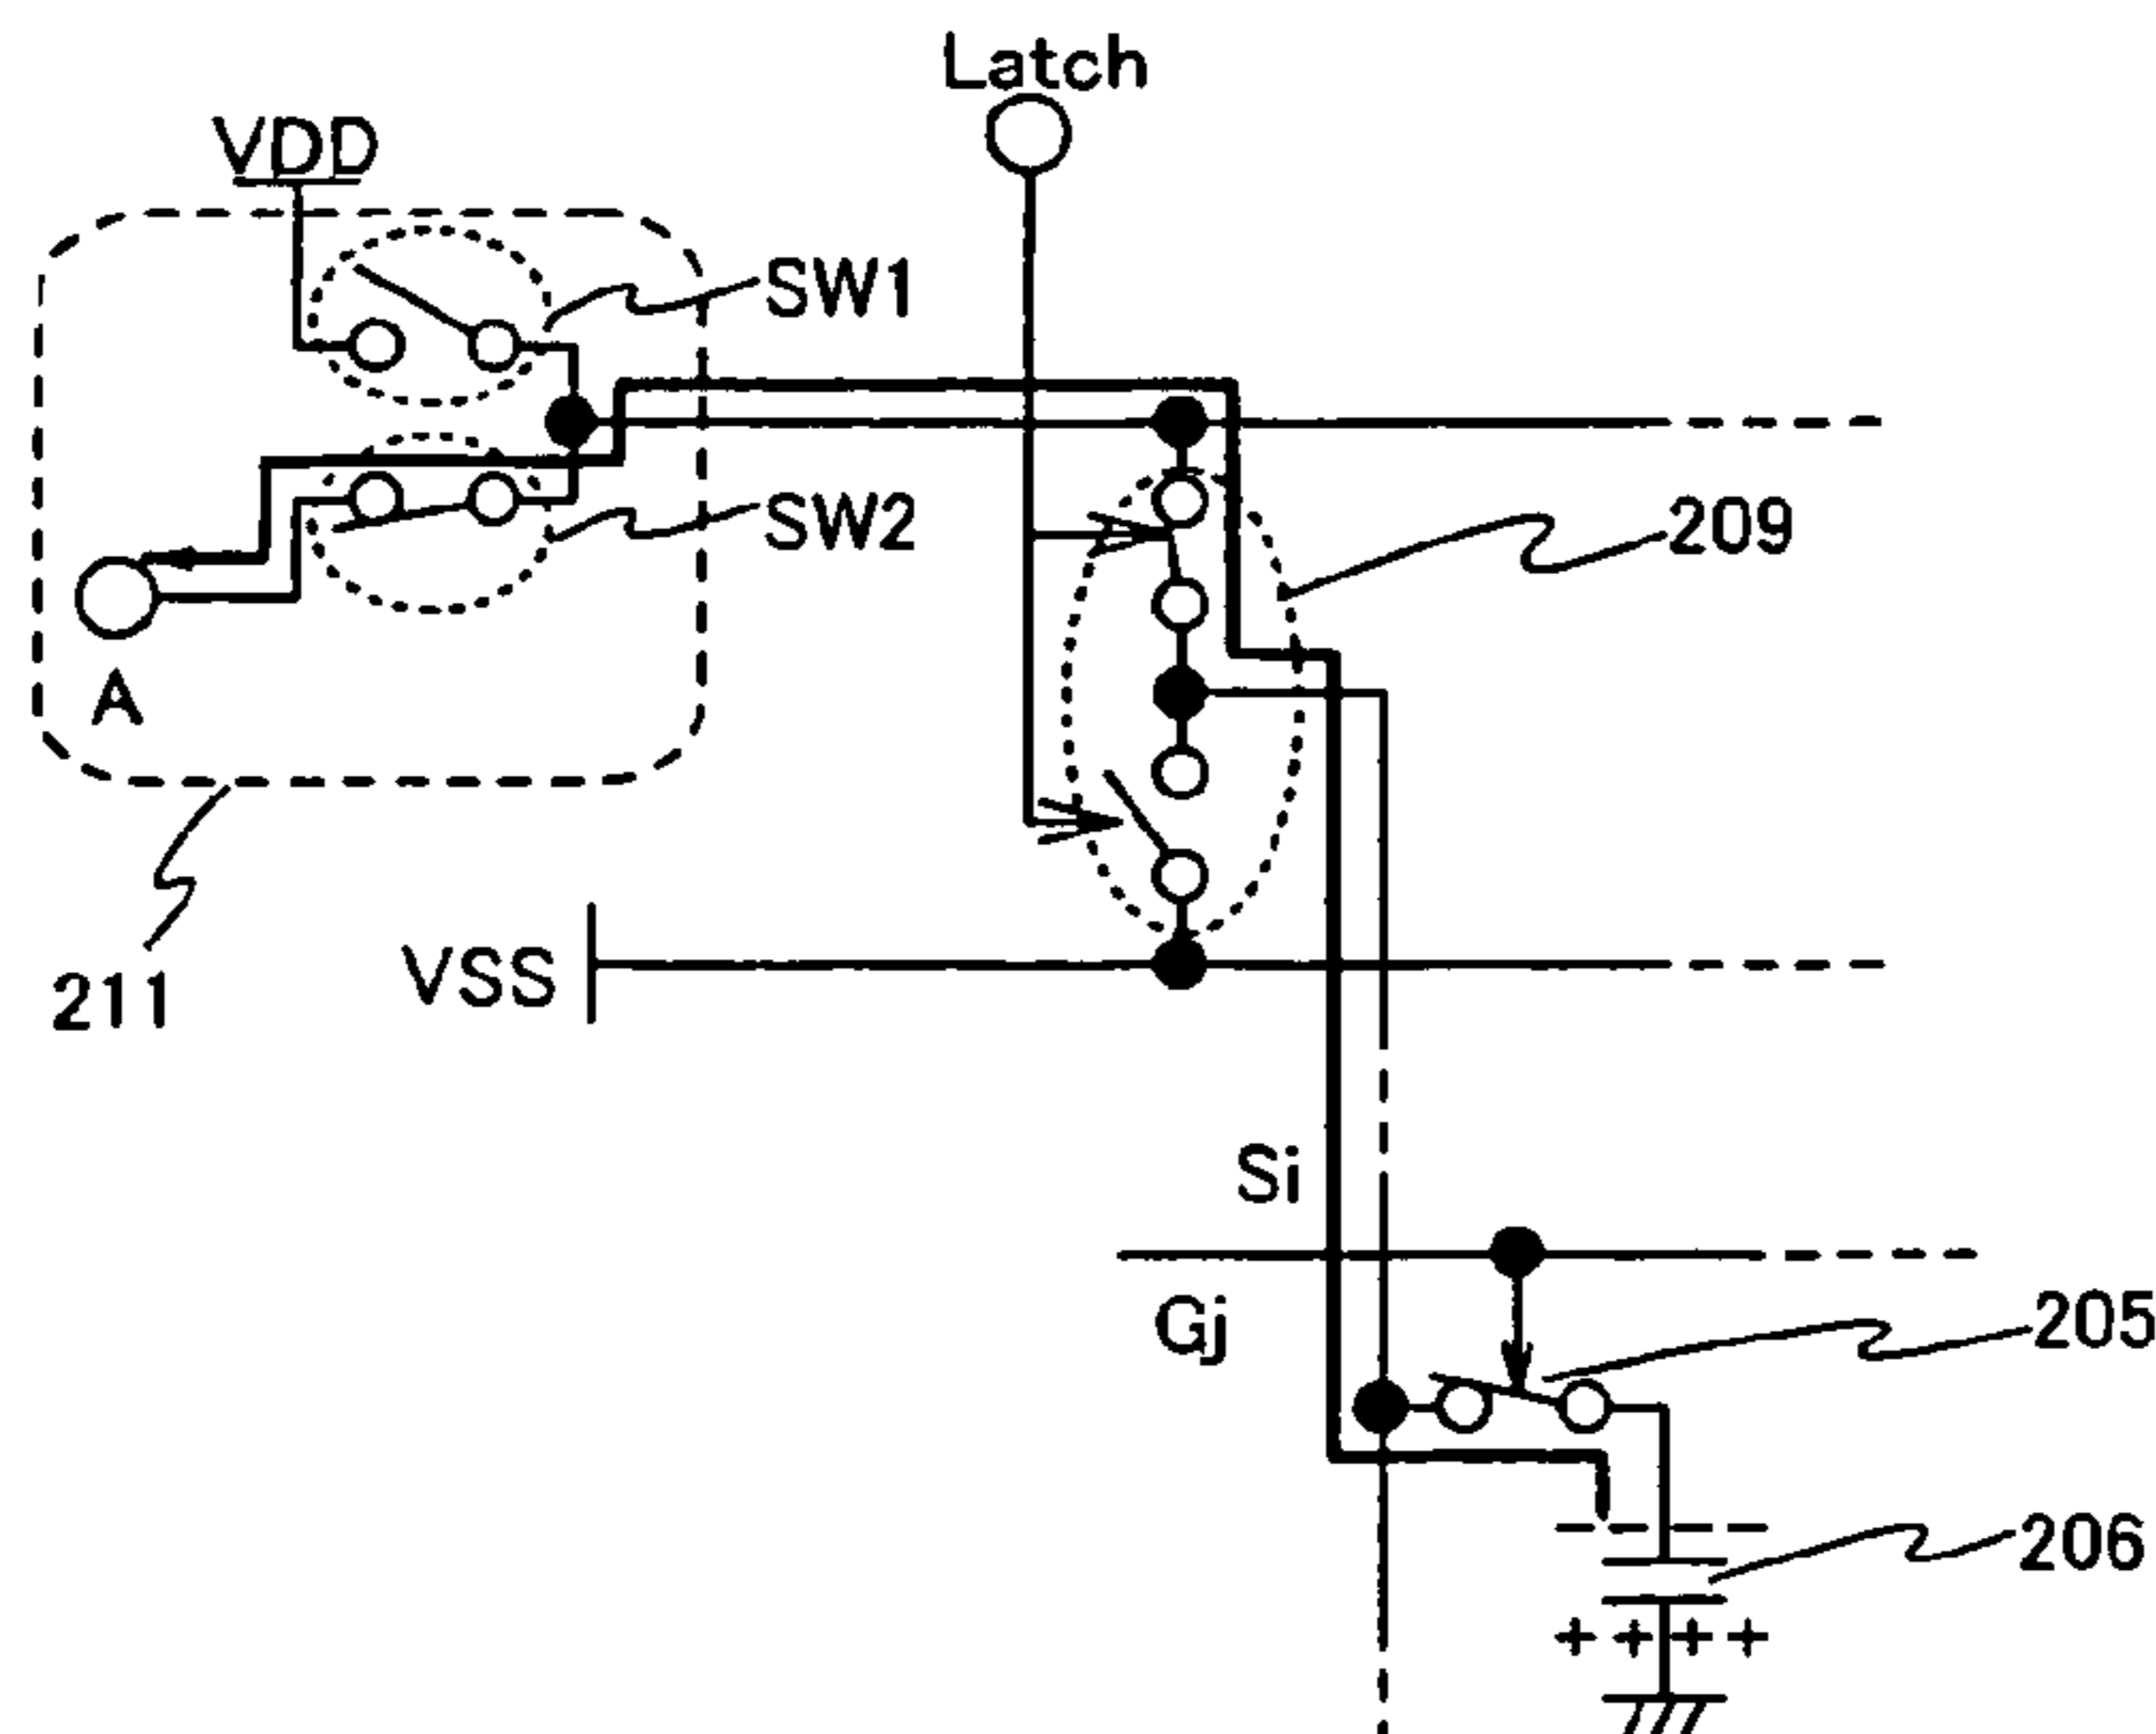 Latch
VDD
SW1
SW2
209
A
211
VSS
Si
Gj
205
206
- - - -
+ + + +